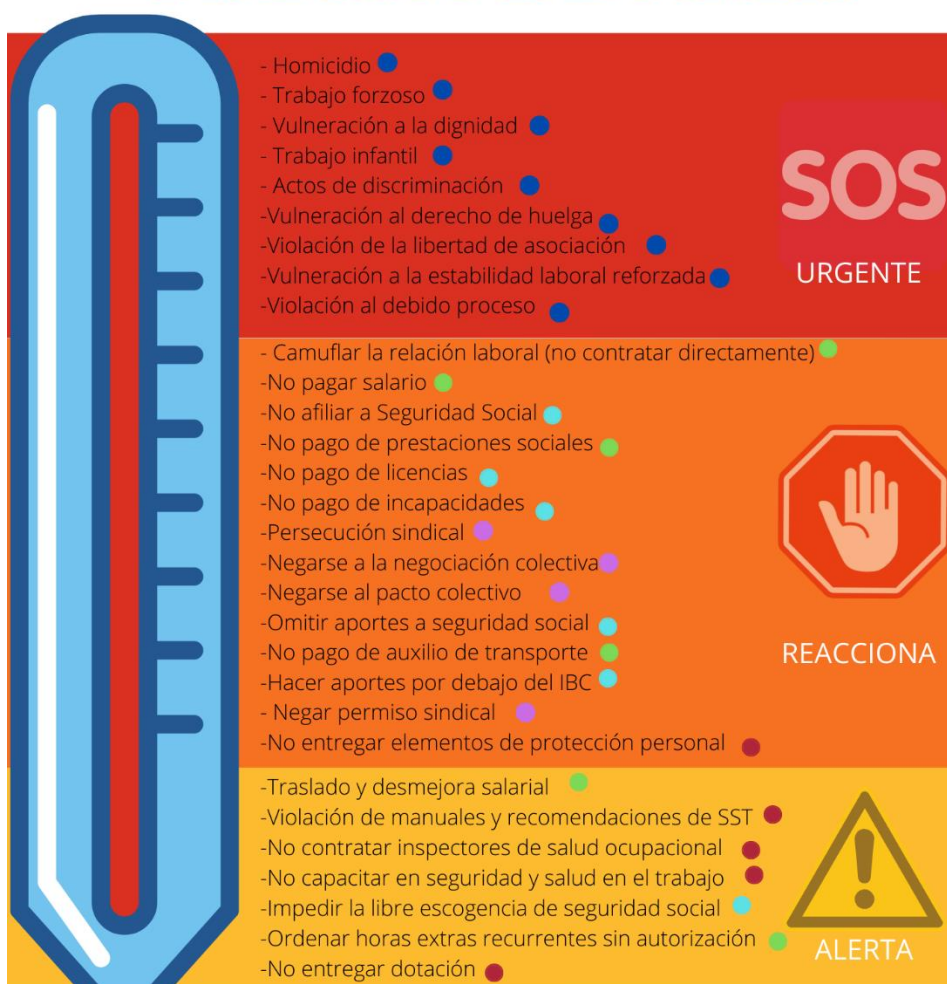 - Homicidio
- Trabajo forzoso
- Vulneración a la dignidad
- Trabajo infantil
- Actos de discriminación
-Vulneración al derecho de huelga
-Violación de la libertad de asociación
-Vulneración a la estabilidad laboral reforzada
-Violación al debido proceso
SOS
URGENTE
- Camuflar la relación laboral (no contratar directamente)
-No pagar salario
-No afiliar a Seguridad Social
-No pago de prestaciones sociales
-No pago de licencias
-No pago de incapacidades
-Persecución sindical
-Negarse a la negociación colectiva
-Negarse al pacto colectivo
-Omitir aportes a seguridad social
-No pago de auxilio de transporte
-Hacer aportes por debajo del IBC
- Negar permiso sindical
-No entregar elementos de protección personal
REACCIONA
-Traslado y desmejora salarial
-Violación de manuales y recomendaciones de SST
-No contratar inspectores de salud ocupacional
-No capacitar en seguridad y salud en el trabajo
-Impedir la libre escogencia de seguridad social
-Ordenar horas extras recurrentes sin autorización
-No entregar dotación
ALERTA